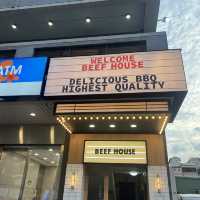 ATM
WELCOME
BEEF HOUSE
DELICIOUS BBQ
HIGHEST QUALITY
BEEF HOUSE